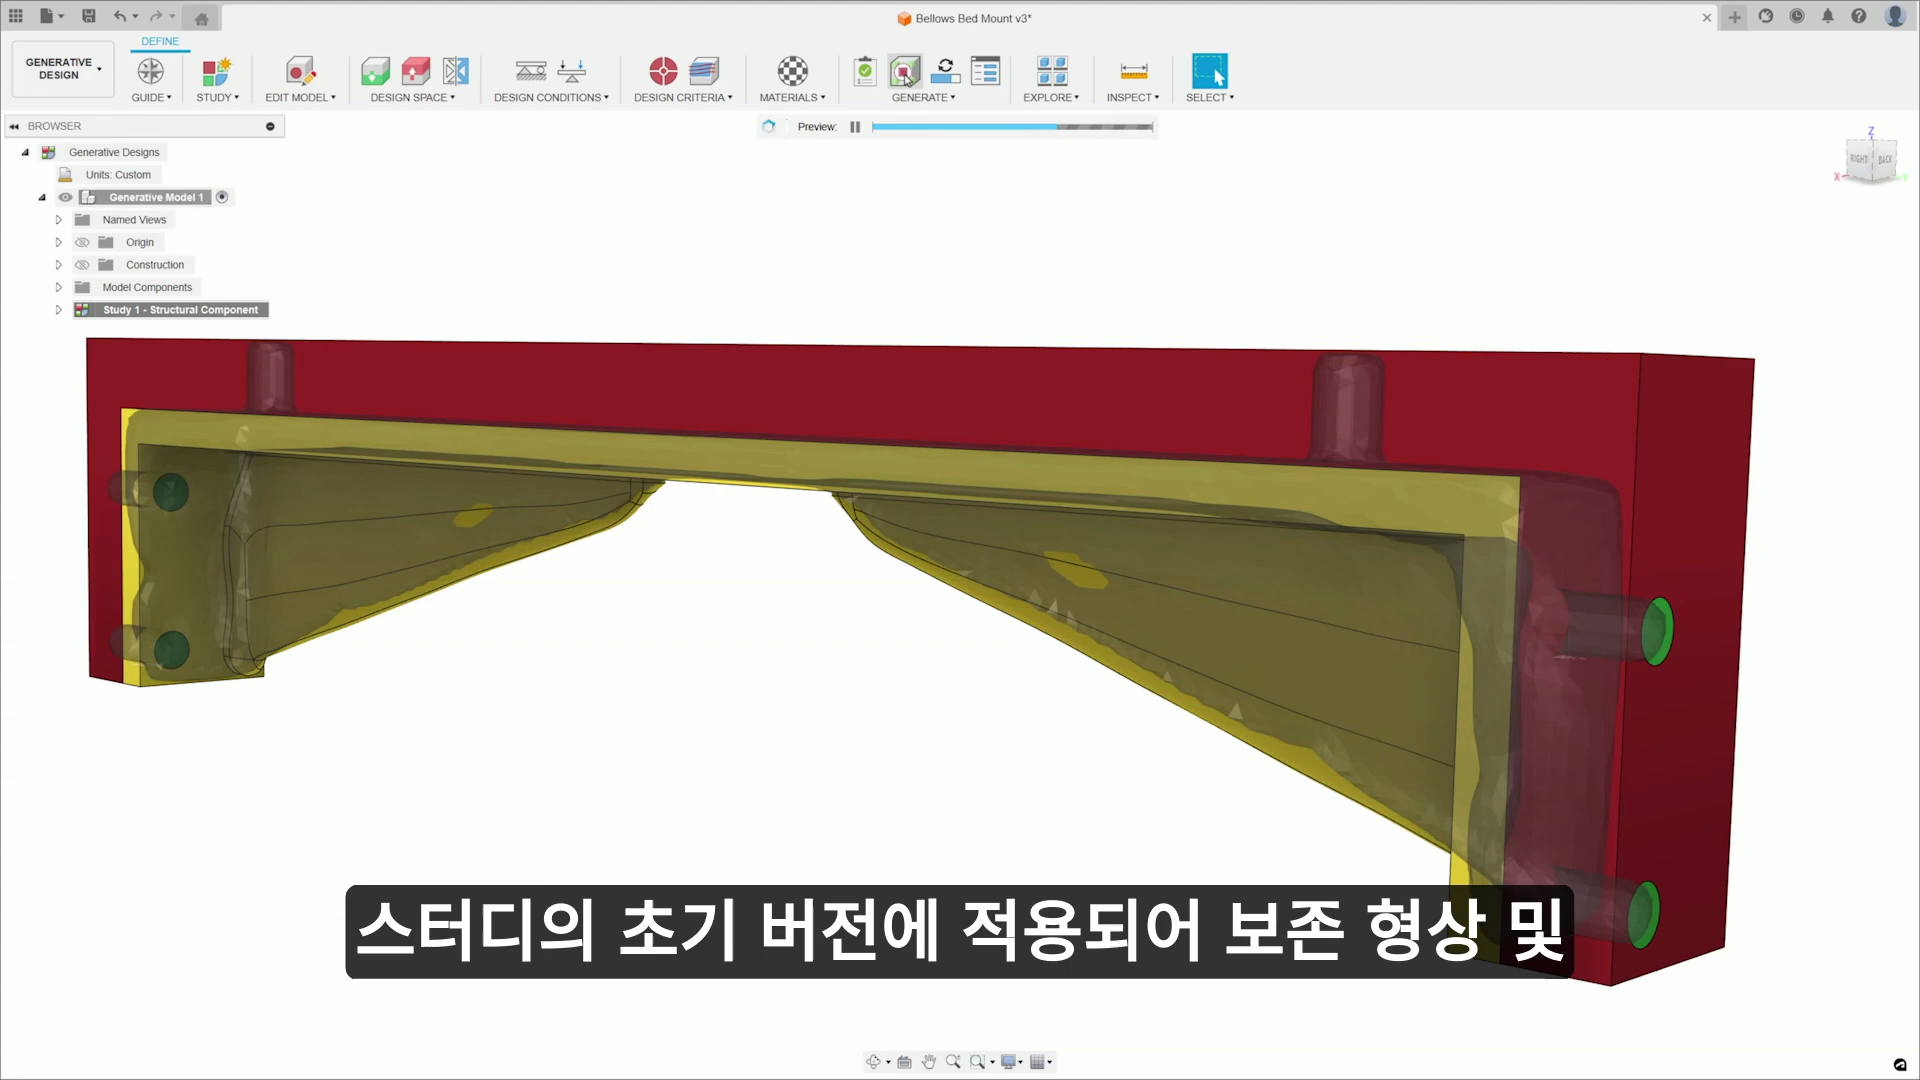 Bellows Bed Mount v3*
DEFINE
GENERATIVE
DESIGN
GUIDE
STUDY
EDIT MODEL
DESIGN SPACE
DESIGN CONDITIONS
DESIGN CRITERIA
MATERIALS
GENERATE
EXPLORE
INSPECT
SELECT
BROWSER
Preview:
Generative Designs
Units: Custom
Generative Model 1
Named Views
Origin
Construction
Model Components
Study 1 - Structural Component
Z
RIGHT
BACK
X
Y
스터디의 초기 버전에 적용되어 보존 형상 및